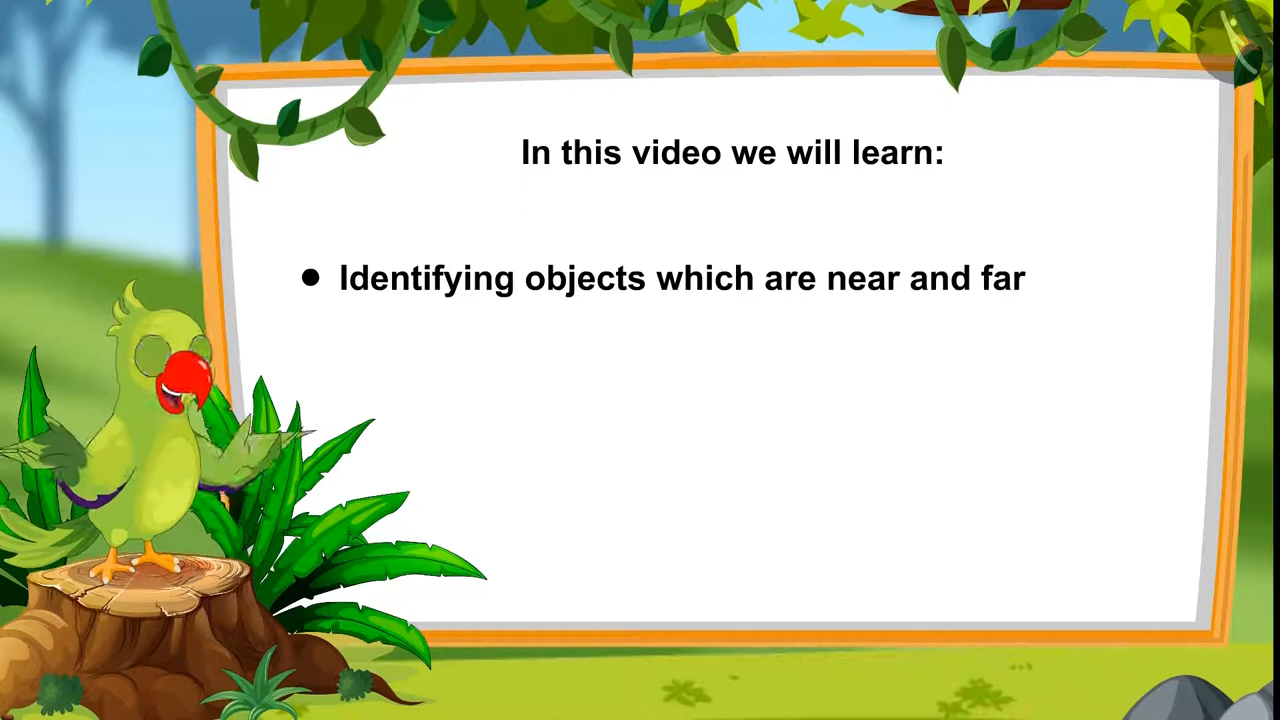 In this video we will learn:
● Identifying objects which are near and far